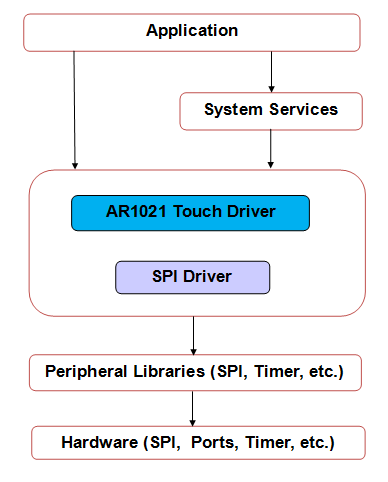 Application
System Services
AR1021 Touch Driver
SPI Driver
Peripheral Libraries (SPI, Timer, etc.)
Hardware (SPI, Ports, Timer, etc.)